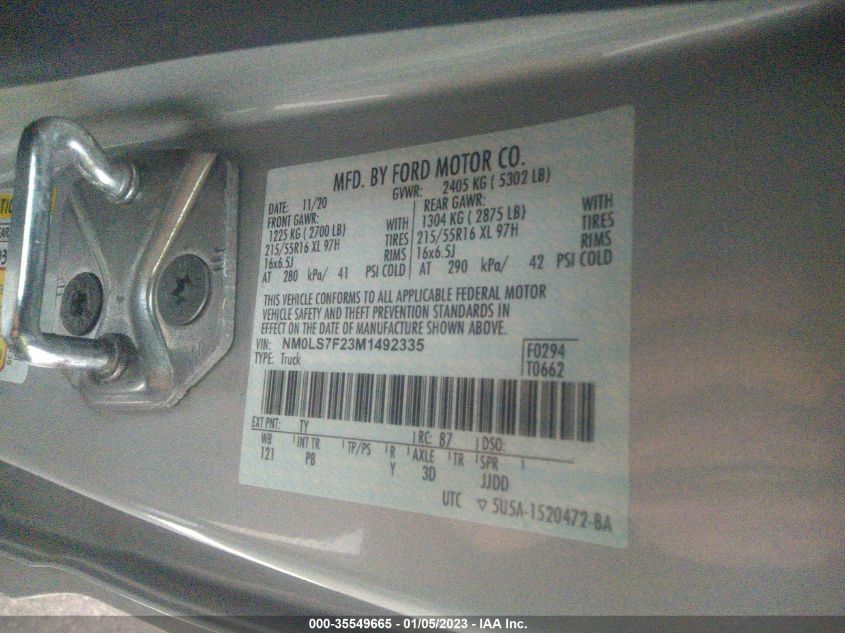 MFD. BY FORD MOTOR CO.
DATE: 11/20 GVWR: 2405 KG ( 5302 LB)
FRONT GAWR: REAR GAWR:
1225 KG ( 2700 LB) WITH 1304 KG ( 2875 LB) WITH
215/55R16 XL 97H TIRES 215/55R16 XL 97H TIRES
16x6.5J RIMS 16x6.5J RIMS
AT 280 kPa/ 41 PSI COLD AT 290 kPa/ 42 PSI COLD
THIS VEHICLE CONFORMS TO ALL APPLICABLE FEDERAL MOTOR
VEHICLE SAFETY AND THEFT PREVENTION STANDARDS IN
EFFECT ON THE DATE OF MANUFACTURE SHOWN ABOVE.
VIN: NM0LS7F23M1492335 F0294
TYPE: Truck T0662
EXT PNT: TY RC: 87 DSO:
WB INT TR TP/PS R AXLE TR SPR
121 PB Y 3D JJDD
UTC ▽ 5USA-1520472-BA
000-35549665 - 01/05/2023 - IAA Inc.